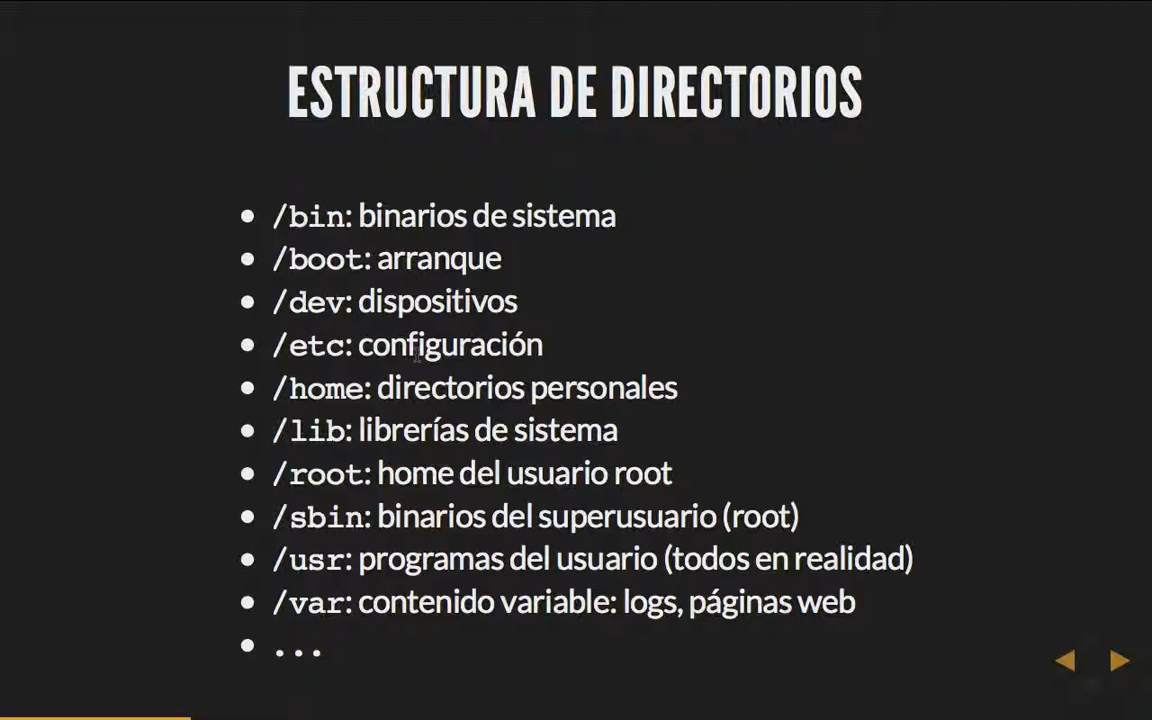 ESTRUCTURA DE DIRECTORIOS
/bin: binarios de sistema
/boot: arranque
/dev: dispositivos
/etc: configuración
/home: directorios personales
/lib: librerías de sistema
/root: home del usuario root
/sbin: binarios del superusuario (root)
/usr: programas del usuario (todos en realidad)
/var: contenido variable: logs, páginas web
...